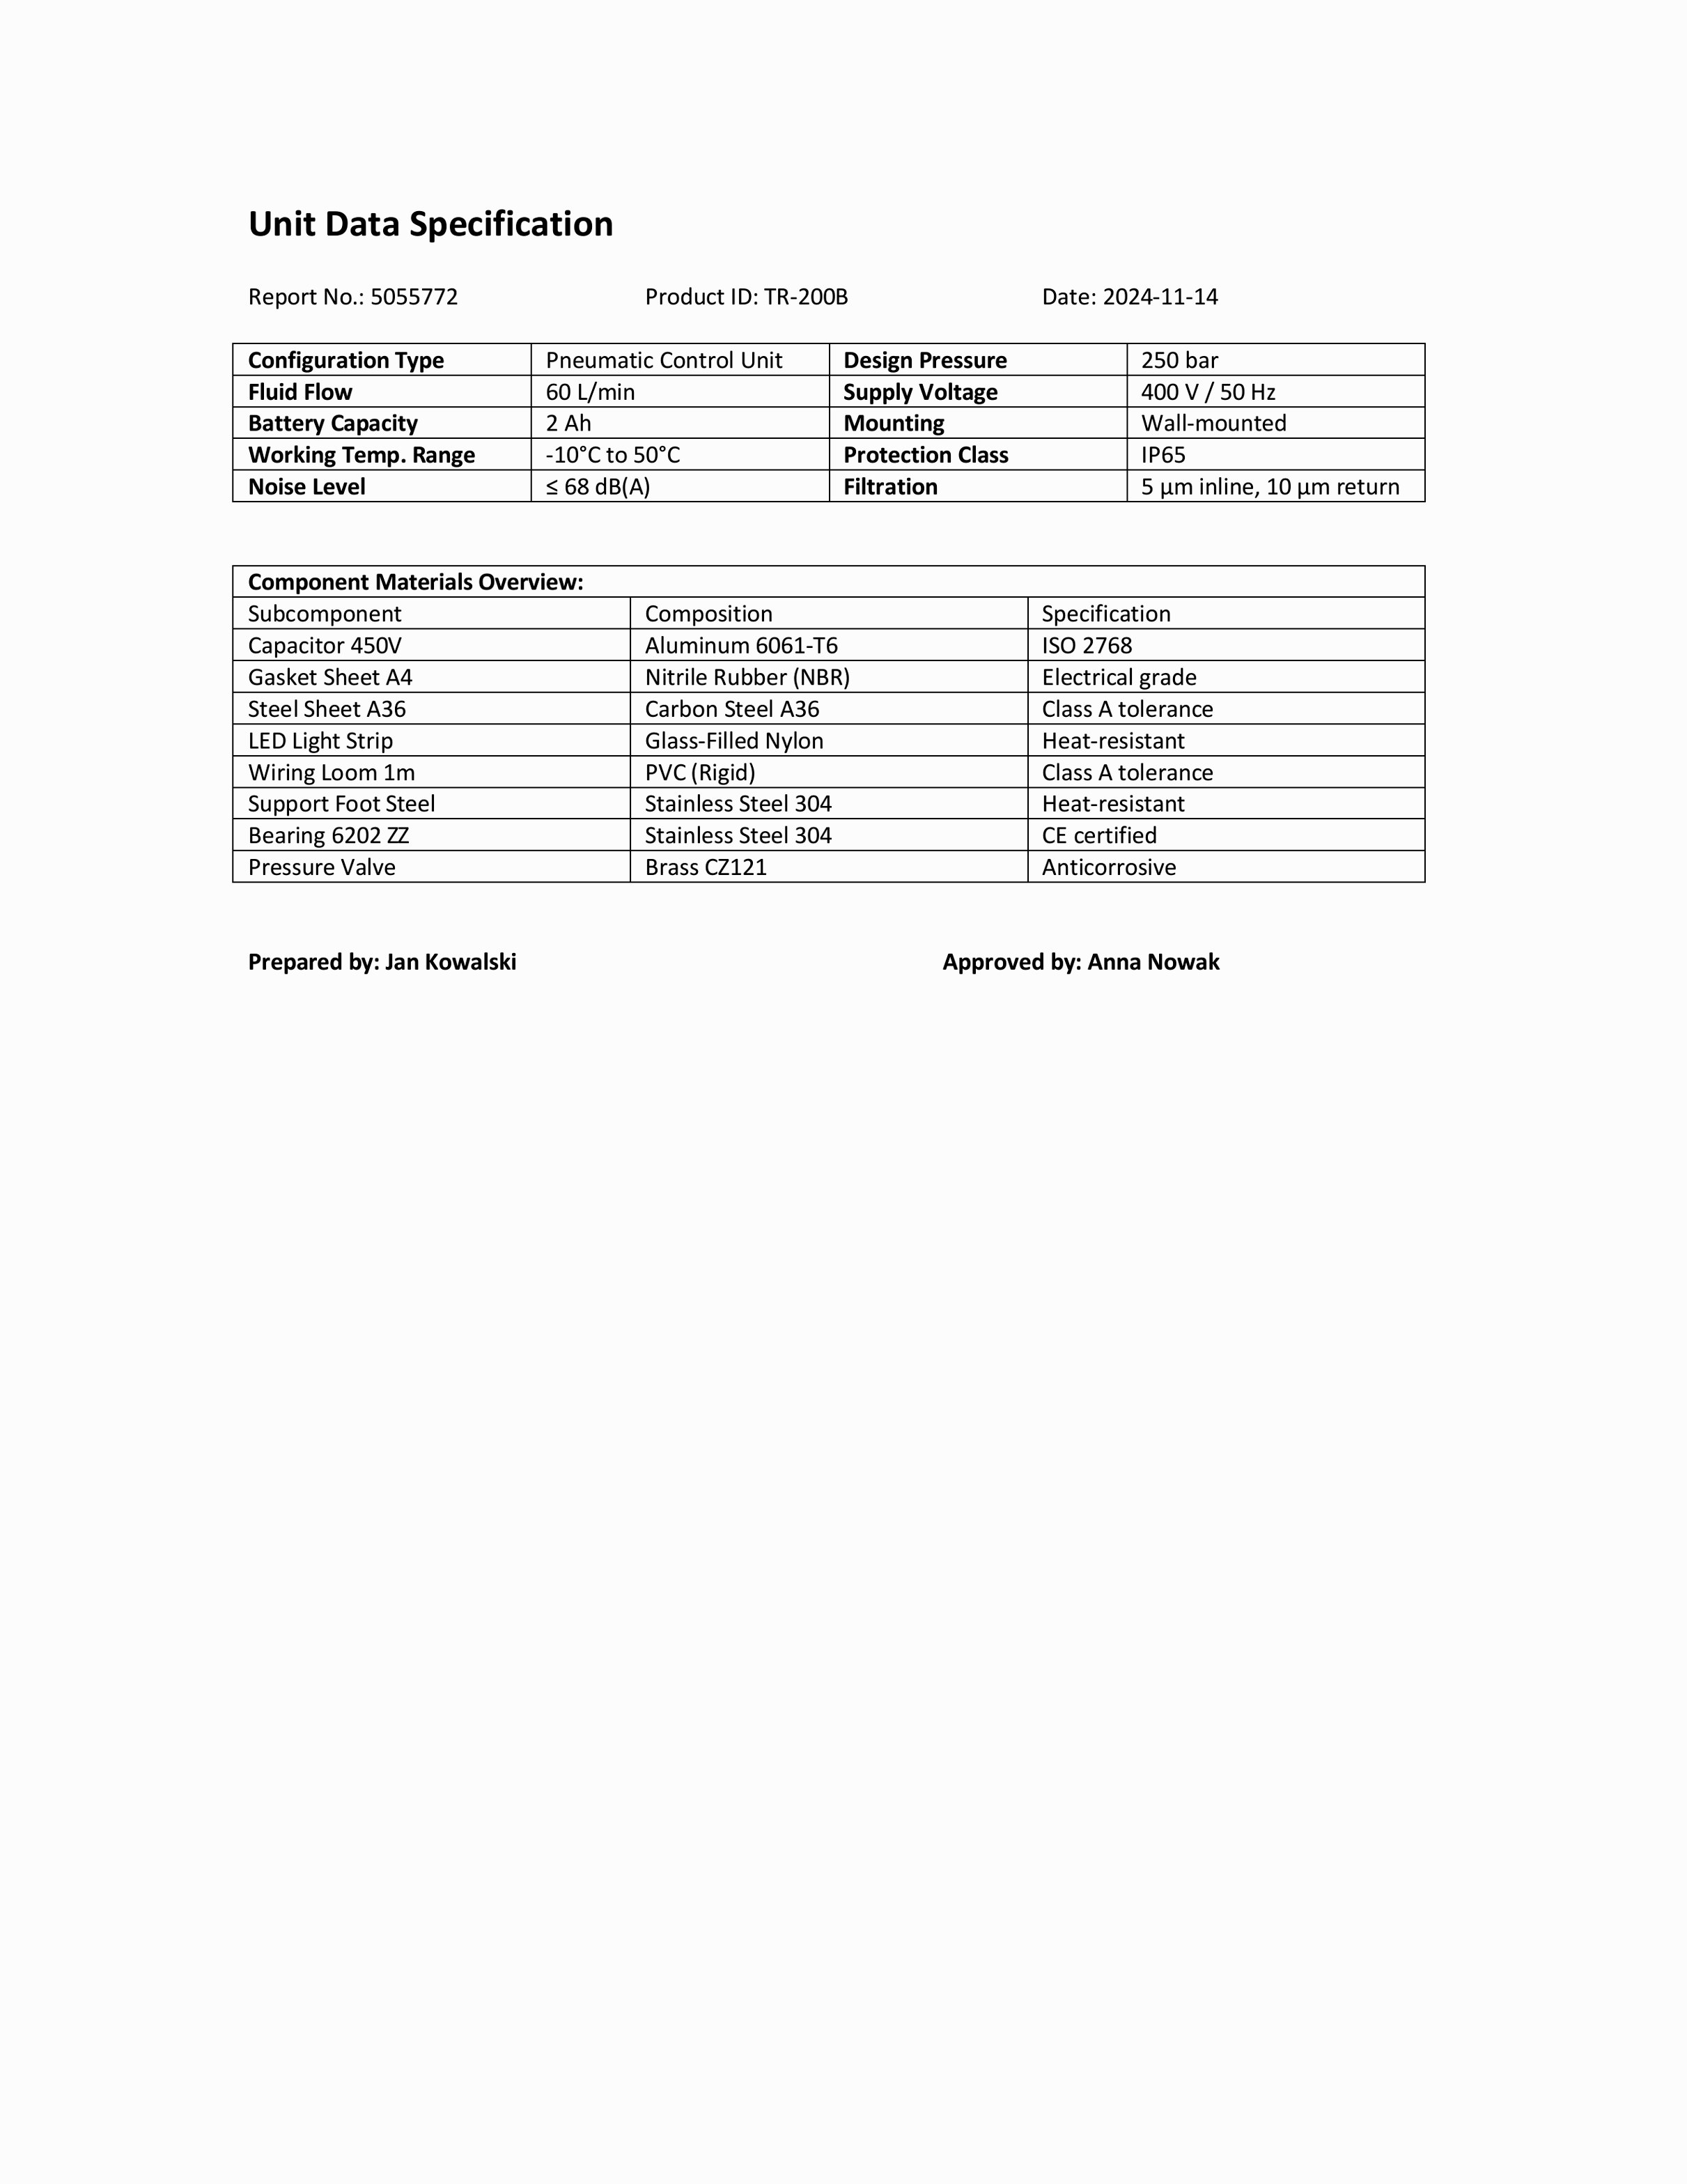 Unit Data Specification
Report No.: 5055772 Product ID: TR-200B Date: 2024-11-14
Configuration Type Pneumatic Control Unit Design Pressure 250 bar
Fluid Flow 60 L/min Supply Voltage 400 V / 50 Hz
Battery Capacity 2 Ah Mounting Wall-mounted
Working Temp. Range -10°C to 50°C Protection Class IP65
Noise Level ≤ 68 dB(A) Filtration 5 µm inline, 10 µm return
Component Materials Overview:
Subcomponent Composition Specification
Capacitor 450V Aluminum 6061-T6 ISO 2768
Gasket Sheet A4 Nitrile Rubber (NBR) Electrical grade
Steel Sheet A36 Carbon Steel A36 Class A tolerance
LED Light Strip Glass-Filled Nylon Heat-resistant
Wiring Loom 1m PVC (Rigid) Class A tolerance
Support Foot Steel Stainless Steel 304 Heat-resistant
Bearing 6202 ZZ Stainless Steel 304 CE certified
Pressure Valve Brass CZ121 Anticorrosive
Prepared by: Jan Kowalski Approved by: Anna Nowak